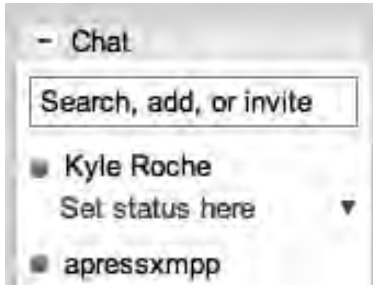 - Chat
Search, add, or invite
Kyle Roche
Set status here
apressxmpp